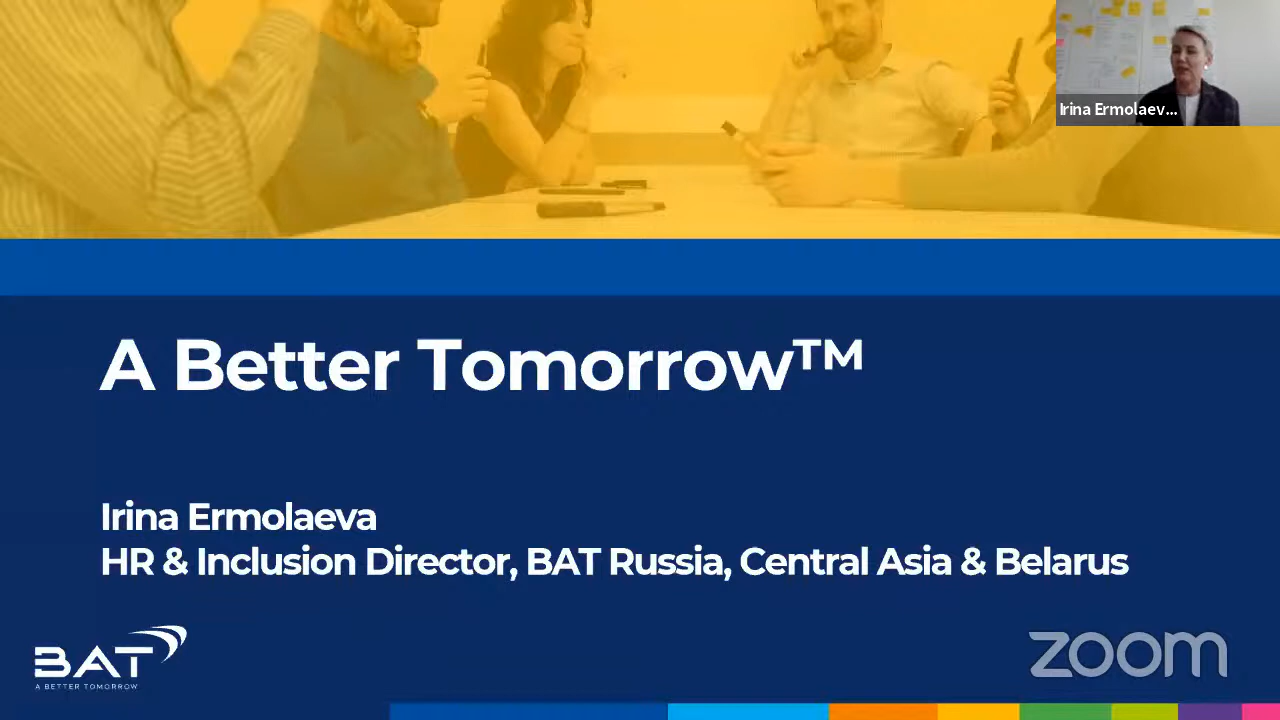 Irina Ermolaev...
A Better Tomorrow™
Irina Ermolaeva
HR & Inclusion Director, BAT Russia, Central Asia & Belarus
BAT
A BETTER TOMORROW
zoom